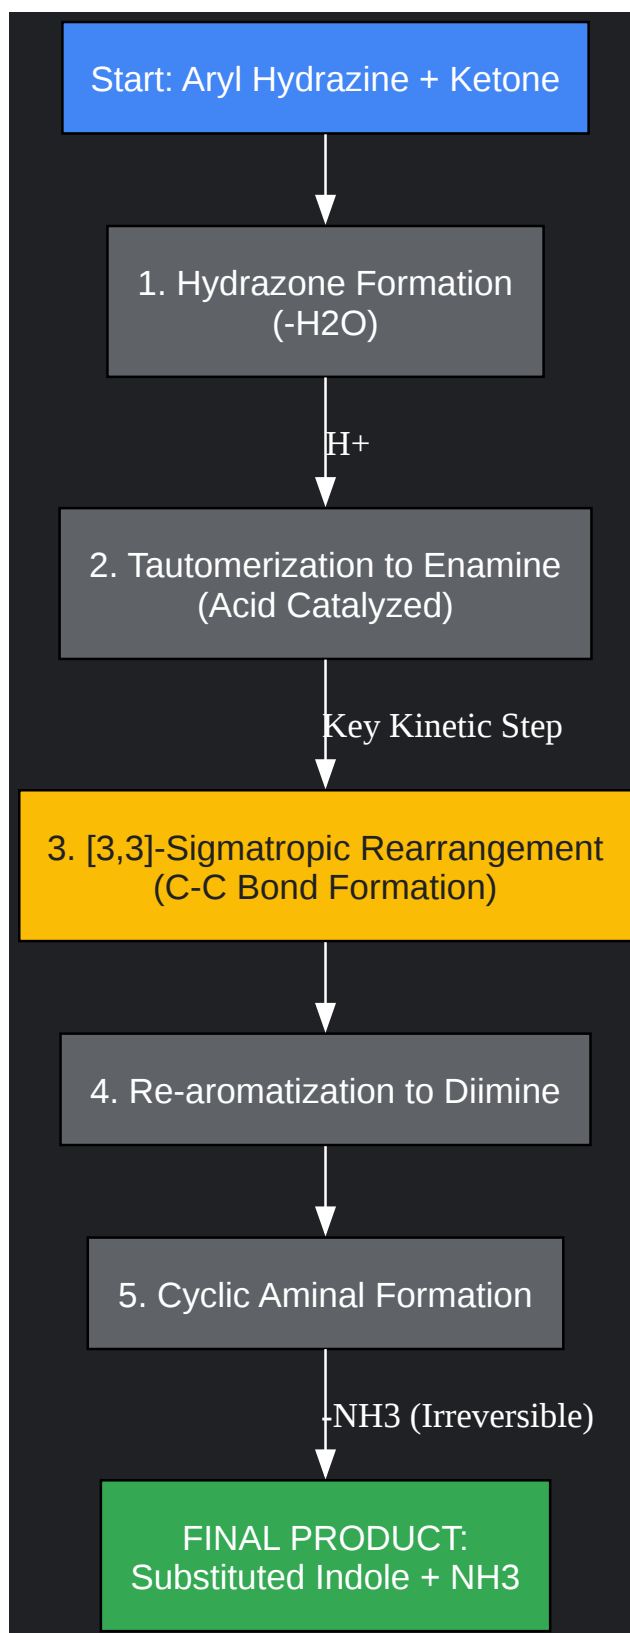 Start: Aryl Hydrazine + Ketone
1. Hydrazone Formation
(-H2O)
H+
2. Tautomerization to Enamine
(Acid Catalyzed)
Key Kinetic Step
3. [3,3]-Sigmatropic Rearrangement
(C-C Bond Formation)
4. Re-aromatization to Diimine
5. Cyclic Aminal Formation
-NH3 (Irreversible)
FINAL PRODUCT:
Substituted Indole + NH3